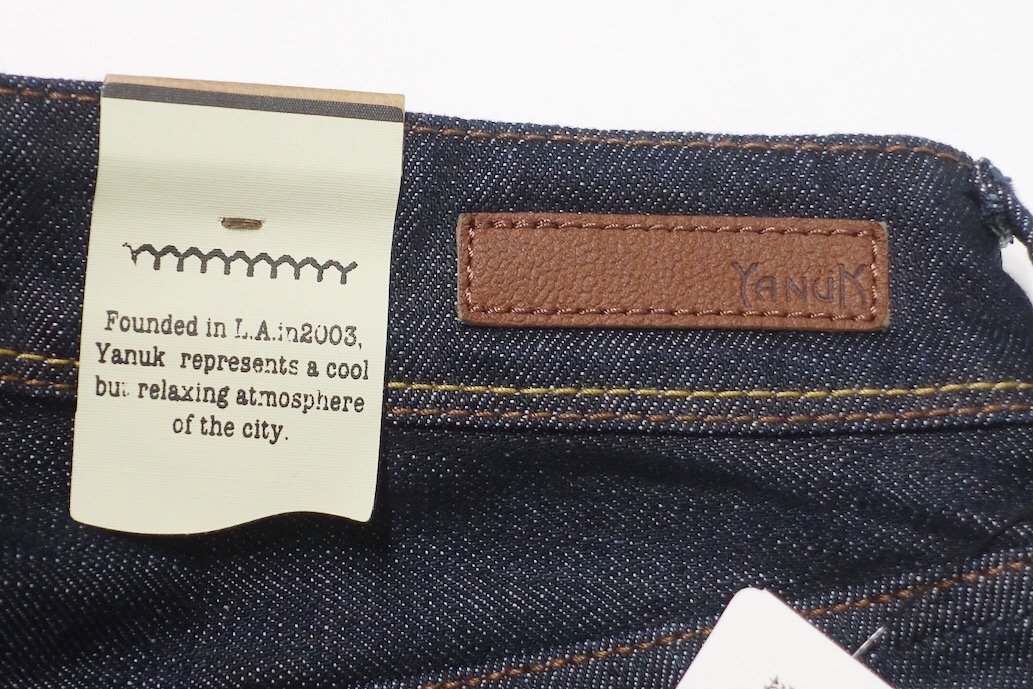 Founded in L.A.in2003,
Yanuk represents a cool
but relaxing atmosphere
of the city.
YANUK